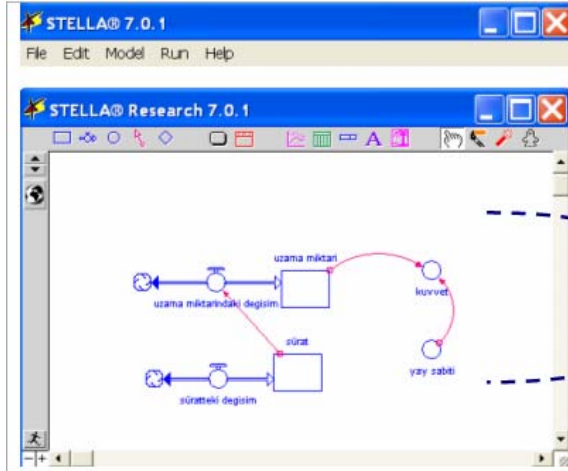 STELLA® 7.0.1
File Edit Model Run Help
STELLA® Research 7.0.1
A
uzama miktari
kuvvet
uzama miktarindaki degisim
sürat
yay sabiti
süratteki degisim